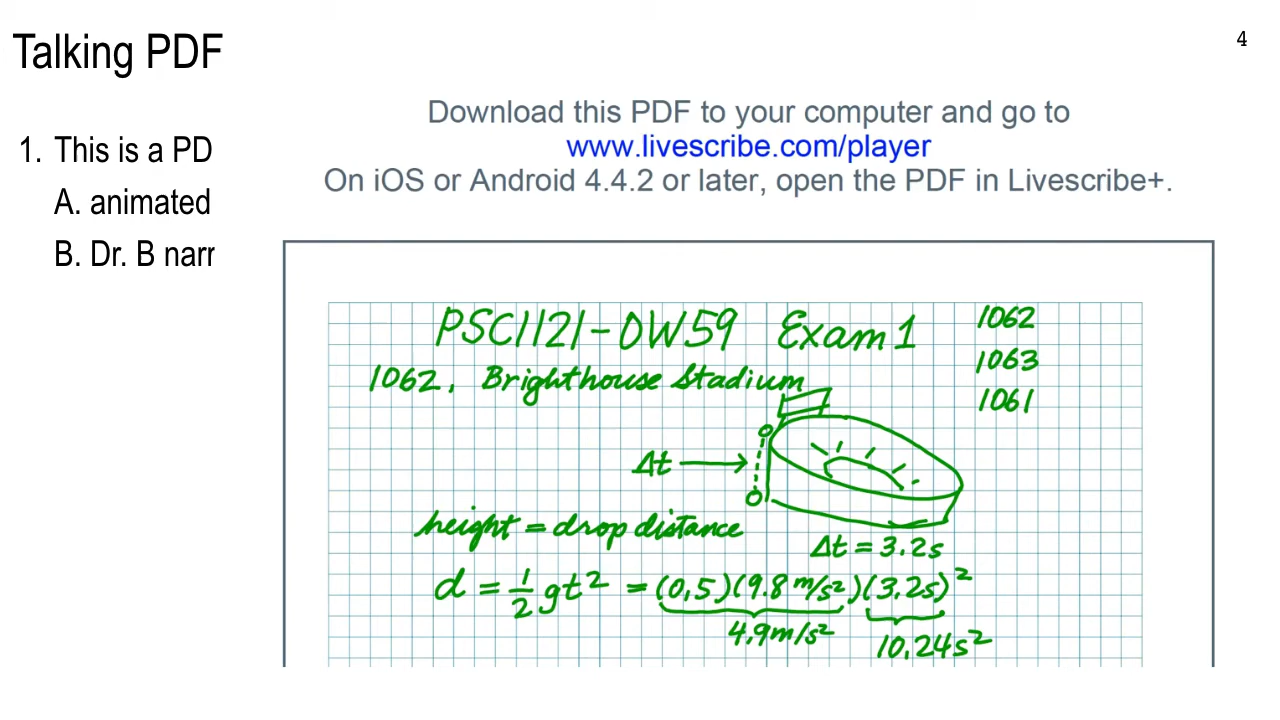 Talking PDF
4
1. This is a PD
A. animated
B. Dr. B narr
Download this PDF to your computer and go to
www.livescribe.com/player
On iOS or Android 4.4.2 or later, open the PDF in Livescribe+.
PSC1121-0W59 Exam 1
1062
1063
1061
1062. Brighthouse Stadium
Δt →
height = drop distance
Δt = 3.2s
d = 1/2 gt² = (0.5)(9.8 m/s²)(3.2s)²
4.9m/s²
10.24s²